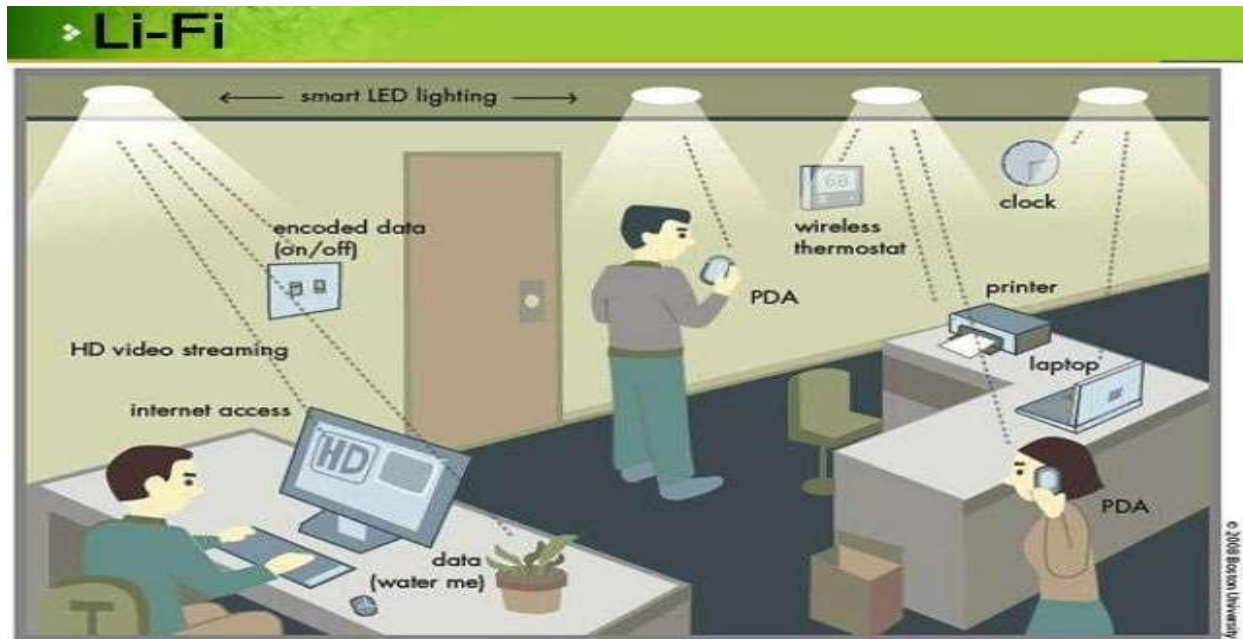 Li-Fi
smart LED lighting
encoded data
(on/off)
68
wireless
thermostat
clock
PDA
printer
HD video streaming
laptop
internet access
HD
PDA
data
(water me)
© 2008 Boston University